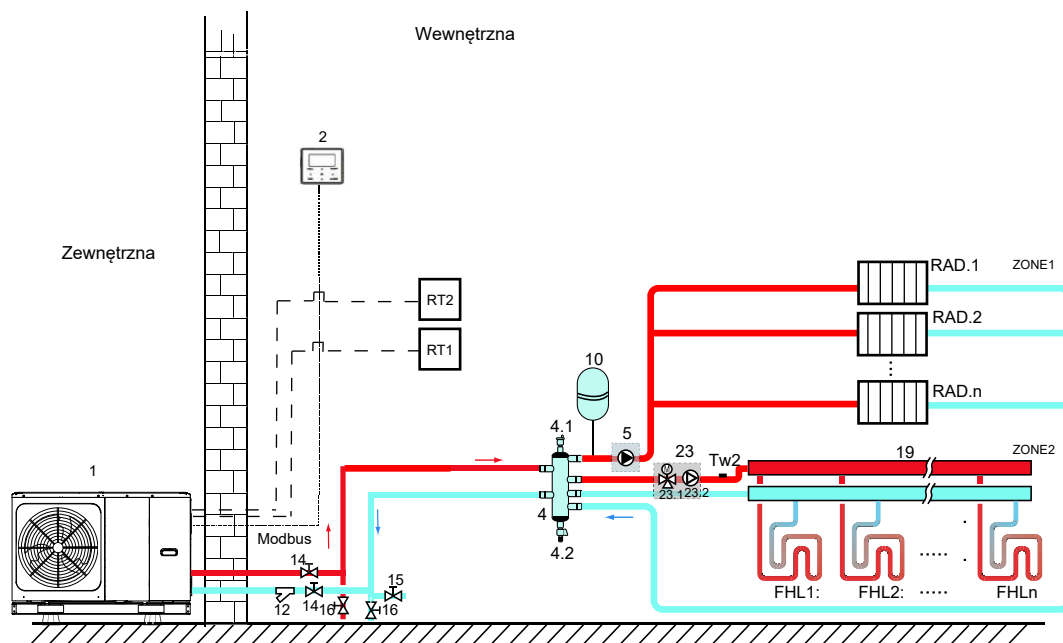 Wewnętrzna
2
Zewnętrzna
RAD.1
ZONE1
RT2
RAD.2
RT1
10
RAD.n
4.1
5
23
Tw2
19
ZONE2
M
1
23.1
23.2
4
Modbus
4.2
14
15
12
14
16
16
FHL1:
FHL2:
FHLn